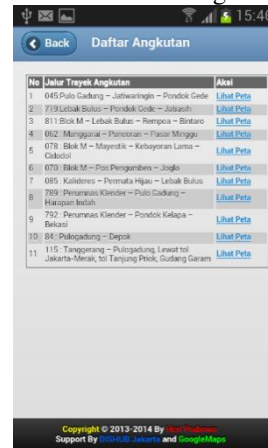 15:46
Back
Daftar Angkutan
No Jalur Trayek Angkutan Aksi
1 045:Pulo Gadung – Jatiwaringin – Pondok Gede Lihat Peta
2 719:Lebak Bulus – Pondok Gede – Jatiasih Lihat Peta
3 811:Blok M – Lebak Bulus – Rempoa – Bintaro Lihat Peta
4 062: Manggarai – Pancoran – Pasar Minggu Lihat Peta
5 078: Blok M – Mayestik – Kebayoran Lama –
Cidodol Lihat Peta
6 070: Blok M – Pos Pengumben – Joglo Lihat Peta
7 085: Kalideres – Permata Hijau – Lebak Bulus Lihat Peta
8 789: Perumnas Klender – Pulo Gadung –
Harapan Indah Lihat Peta
9 792: Perumnas Klender – Pondok Kelapa –
Bekasi Lihat Peta
10 84: Pulogadung – Depok Lihat Peta
11 115: Tanggerang – Pulogadung, Lewat tol
Jakarta-Merak, tol Tanjung Priok, Gudang Garam Lihat Peta
Copyright © 2013-2014 By
Support By DISHUB Jakarta and GoogleMaps